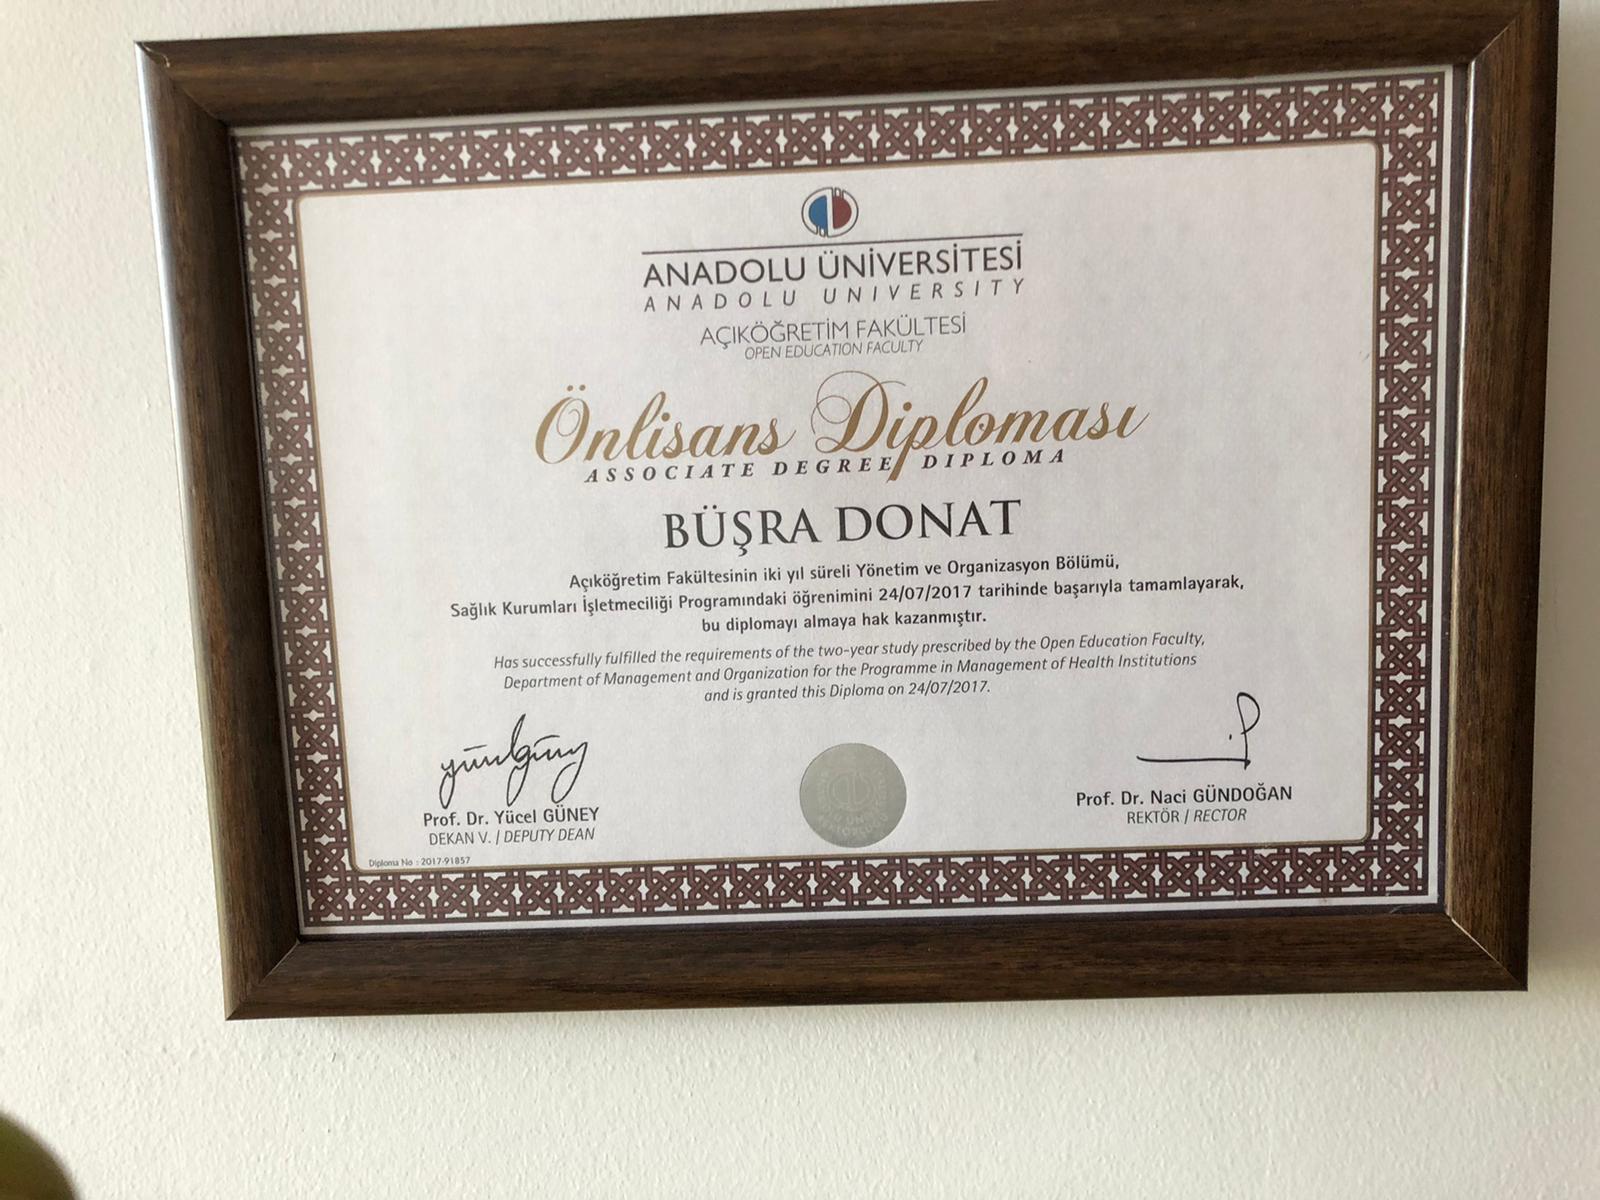 ANADOLU ÜNİVERSİTESİ
ANADOLU UNIVERSITY
AÇIKÖĞRETİM FAKÜLTESİ
OPEN EDUCATION FACULTY
Önlisans Diploması
ASSOCIATE DEGREE DIPLOMA
BÜŞRA DONAT
Açıköğretim Fakültesinin iki yıl süreli Yönetim ve Organizasyon Bölümü,
Sağlık Kurumları İşletmeciliği Programındaki öğrenimini 24/07/2017 tarihinde başarıyla tamamlayarak,
bu diplomayı almaya hak kazanmıştır.
Has successfully fulfilled the requirements of the two-year study prescribed by the Open Education Faculty,
Department of Management and Organization for the Programme in Management of Health Institutions
and is granted this Diploma on 24/07/2017.
Prof. Dr. Yücel GÜNEY
DEKAN V. / DEPUTY DEAN
Prof. Dr. Naci GÜNDOĞAN
REKTÖR / RECTOR
Diploma No : 2017-91857